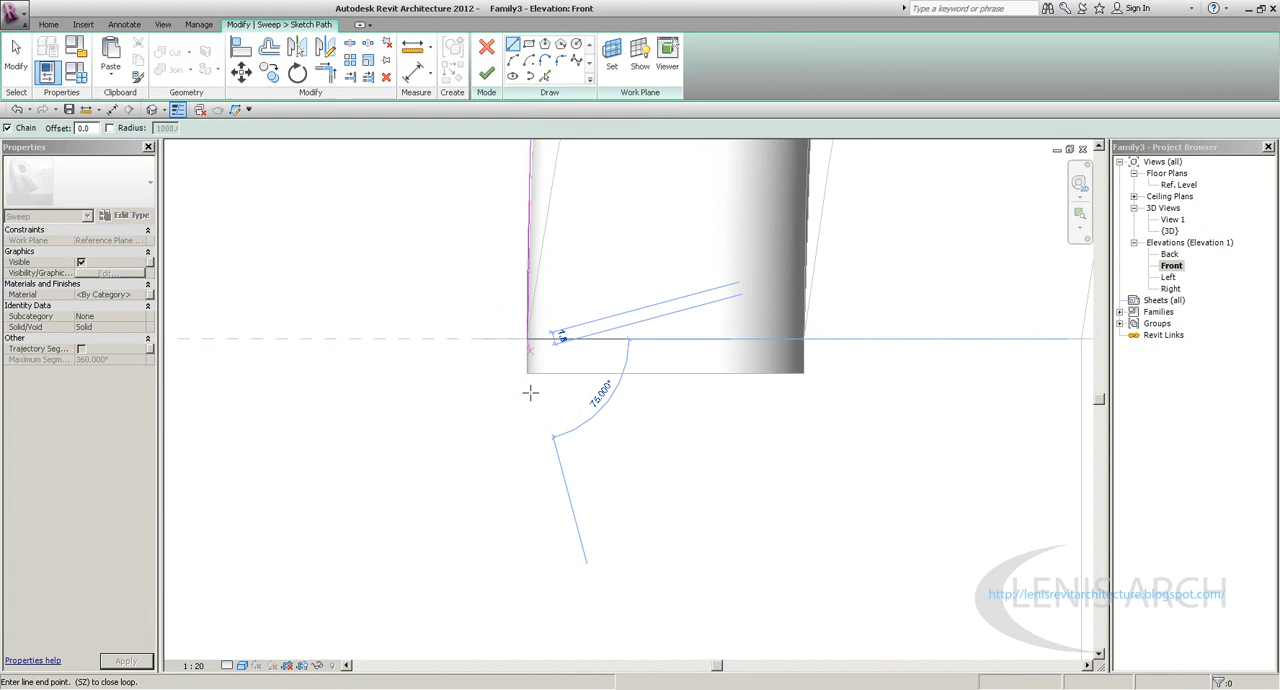 Autodesk Revit Architecture 2012 - Family3 - Elevation: Front
Type a keyword or phrase
Sign In
Home Insert Annotate View Manage Modify | Sweep > Sketch Path
Modify
Paste
Cut
Join
Set
Show
Viewer
Select Properties Clipboard Geometry Modify Measure Create Mode Draw Work Plane
Chain Offset: 0.0 Radius: 1000.
Properties
Sweep
Edit Type
Constraints
Work Plane Reference Plane ...
Graphics
Visible
Visibility/Graphic... Edit...
Materials and Finishes
Material <By Category>
Identity Data
Subcategory None
Solid/Void Solid
Other
Trajectory Seg...
Maximum Segm... 360.000°
Properties help
Apply
75.000°
Family3 - Project Browser
Views (all)
Floor Plans
Ref. Level
Ceiling Plans
3D Views
View 1
{3D}
Elevations (Elevation 1)
Back
Front
Left
Right
Sheets (all)
Families
Groups
Revit Links
LENIS ARCH
http://lenisrevitarchitecture.blogspot.com/
1 : 20
Enter line end point. (SZ) to close loop.
:0